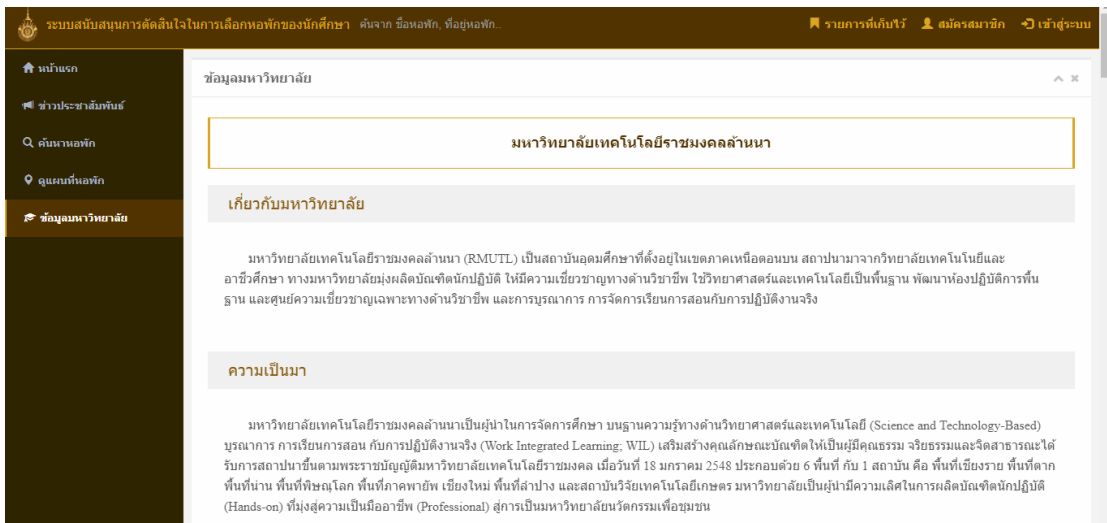 ระบบสนับสนุนการตัดสินใจในการเลือกหอพักของนักศึกษา ค้นจาก ชื่อหอพัก, ที่อยู่หอพัก.. รายการที่เก็บไว้ สมัครสมาชิก เข้าสู่ระบบ
หน้าแรก
ข่าวประชาสัมพันธ์
ค้นหาหอพัก
ดูแผนที่หอพัก
ข้อมูลมหาวิทยาลัย
ข้อมูลมหาวิทยาลัย
มหาวิทยาลัยเทคโนโลยีราชมงคลล้านนา
เกี่ยวกับมหาวิทยาลัย
มหาวิทยาลัยเทคโนโลยีราชมงคลล้านนา (RMUTL) เป็นสถาบันอุดมศึกษาที่ตั้งอยู่ในเขตภาคเหนือตอนบน สถาปนามาจากวิทยาลัยเทคโนโนยีและ
อาชีวศึกษา ทางมหาวิทยาลัยมุ่งผลิตบัณฑิตนักปฏิบัติ ให้มีความเชี่ยวชาญทางด้านวิชาชีพ ใช้วิทยาศาสตร์และเทคโนโลยีเป็นพื้นฐาน พัฒนาห้องปฏิบัติการพื้น
ฐาน และศูนย์ความเชี่ยวชาญเฉพาะทางด้านวิชาชีพ และการบูรณาการ การจัดการเรียนการสอนกับการปฏิบัติงานจริง
ความเป็นมา
มหาวิทยาลัยเทคโนโลยีราชมงคลล้านนาเป็นผู้นำในการจัดการศึกษา บนฐานความรู้ทางด้านวิทยาศาสตร์และเทคโนโลยี (Science and Technology-Based)
บูรณาการ การเรียนการสอน กับการปฏิบัติงานจริง (Work Integrated Learning; WIL) เสริมสร้างคุณลักษณะบัณฑิตให้เป็นผู้มีคุณธรรม จริยธรรมและจิตสาธารณะได้
รับการสถาปนาขึ้นตามพระราชบัญญัติมหาวิทยาลัยเทคโนโลยีราชมงคล เมื่อวันที่ 18 มกราคม 2548 ประกอบด้วย 6 พื้นที่ กับ 1 สถาบัน คือ พื้นที่เชียงราย พื้นที่ตาก
พื้นที่น่าน พื้นที่พิษณุโลก พื้นที่ภาคพายัพ เชียงใหม่ พื้นที่ลำปาง และสถาบันวิจัยเทคโนโลยีเกษตร มหาวิทยาลัยเป็นผู้นำมีความเลิศในการผลิตบัณฑิตนักปฏิบัติ
(Hands-on) ที่มุ่งสู่ความเป็นมืออาชีพ (Professional) สู่การเป็นมหาวิทยาลัยนวัตกรรมเพื่อชุมชน